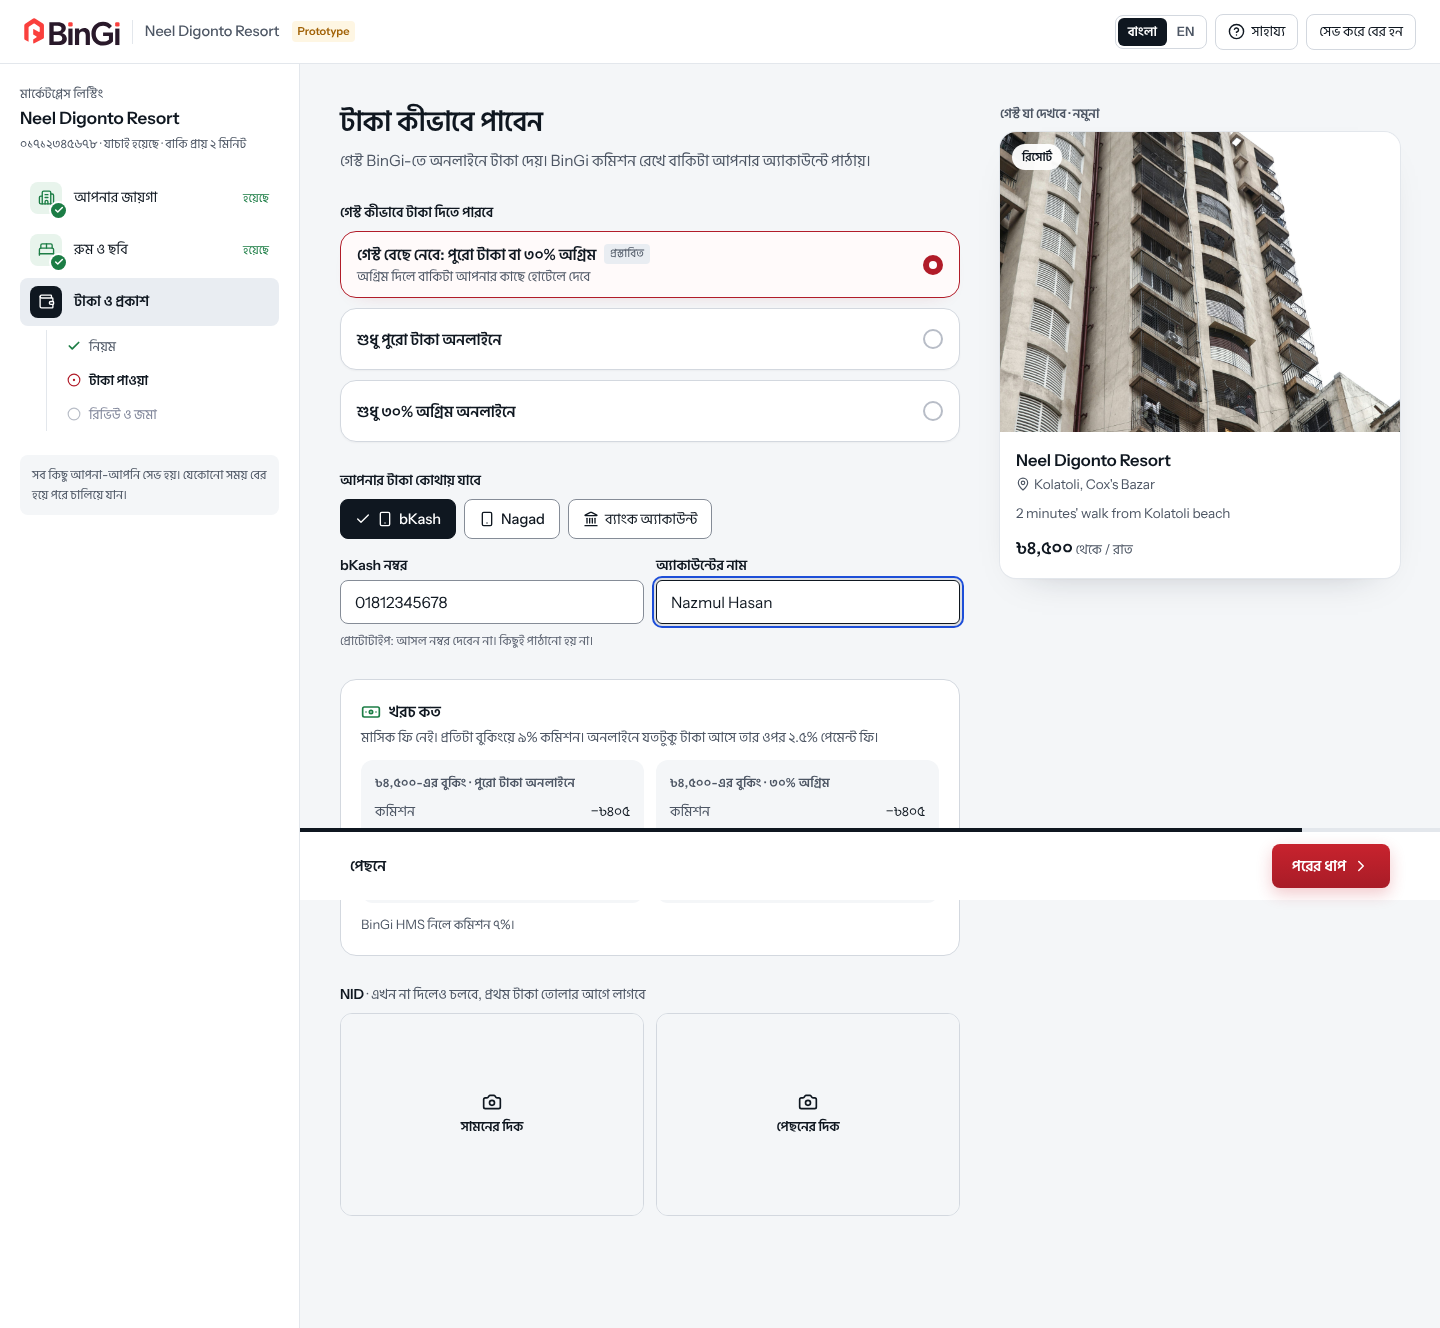 BinGi
Neel Digonto Resort
Prototype
বাংলা
EN
সাহায্য
সেভ করে বের হন
মার্কেটপ্লেস লিস্টিং
Neel Digonto Resort
০১৭১২৩৪৫৬৭৮ · যাচাই হয়েছে · বাকি প্রায় ২ মিনিট
আপনার জায়গা
হয়েছে
রুম ও ছবি
হয়েছে
টাকা ও প্রকাশ
নিয়ম
টাকা পাওয়া
রিভিউ ও জমা
সব কিছু আপনা-আপনি সেভ হয়। যেকোনো সময় বের
হয়ে পরে চালিয়ে যান।
টাকা কীভাবে পাবেন
গেস্ট BinGi-তে অনলাইনে টাকা দেয়। BinGi কমিশন রেখে বাকিটা আপনার অ্যাকাউন্টে পাঠায়।
গেস্ট কীভাবে টাকা দিতে পারবে
গেস্ট বেছে নেবে: পুরো টাকা বা ৩০% অগ্রিম
প্রস্তাবিত
অগ্রিম দিলে বাকিটা আপনার কাছে হোটেলে দেবে
শুধু পুরো টাকা অনলাইনে
শুধু ৩০% অগ্রিম অনলাইনে
আপনার টাকা কোথায় যাবে
bKash
Nagad
ব্যাংক অ্যাকাউন্ট
bKash নম্বর
অ্যাকাউন্টের নাম
01812345678
Nazmul Hasan
প্রোটোটাইপ: আসল নম্বর দেবেন না। কিছুই পাঠানো হয় না।
খরচ কত
মাসিক ফি নেই। প্রতিটা বুকিংয়ে ৯% কমিশন। অনলাইনে যতটুকু টাকা আসে তার ওপর ২.৫% পেমেন্ট ফি।
৳৪,৫০০-এর বুকিং · পুরো টাকা অনলাইনে
কমিশন
−৳৪০৫
৳৪,৫০০-এর বুকিং · ৩০% অগ্রিম
কমিশন
−৳৪০৫
পেছনে
পরের ধাপ
BinGi HMS নিলে কমিশন ৭%।
NID · এখন না দিলেও চলবে, প্রথম টাকা তোলার আগে লাগবে
সামনের দিক
পেছনের দিক
গেস্ট যা দেখবে · নমুনা
রিসোর্ট
Neel Digonto Resort
Kolatoli, Cox's Bazar
2 minutes' walk from Kolatoli beach
৳৪,৫০০ থেকে / রাত